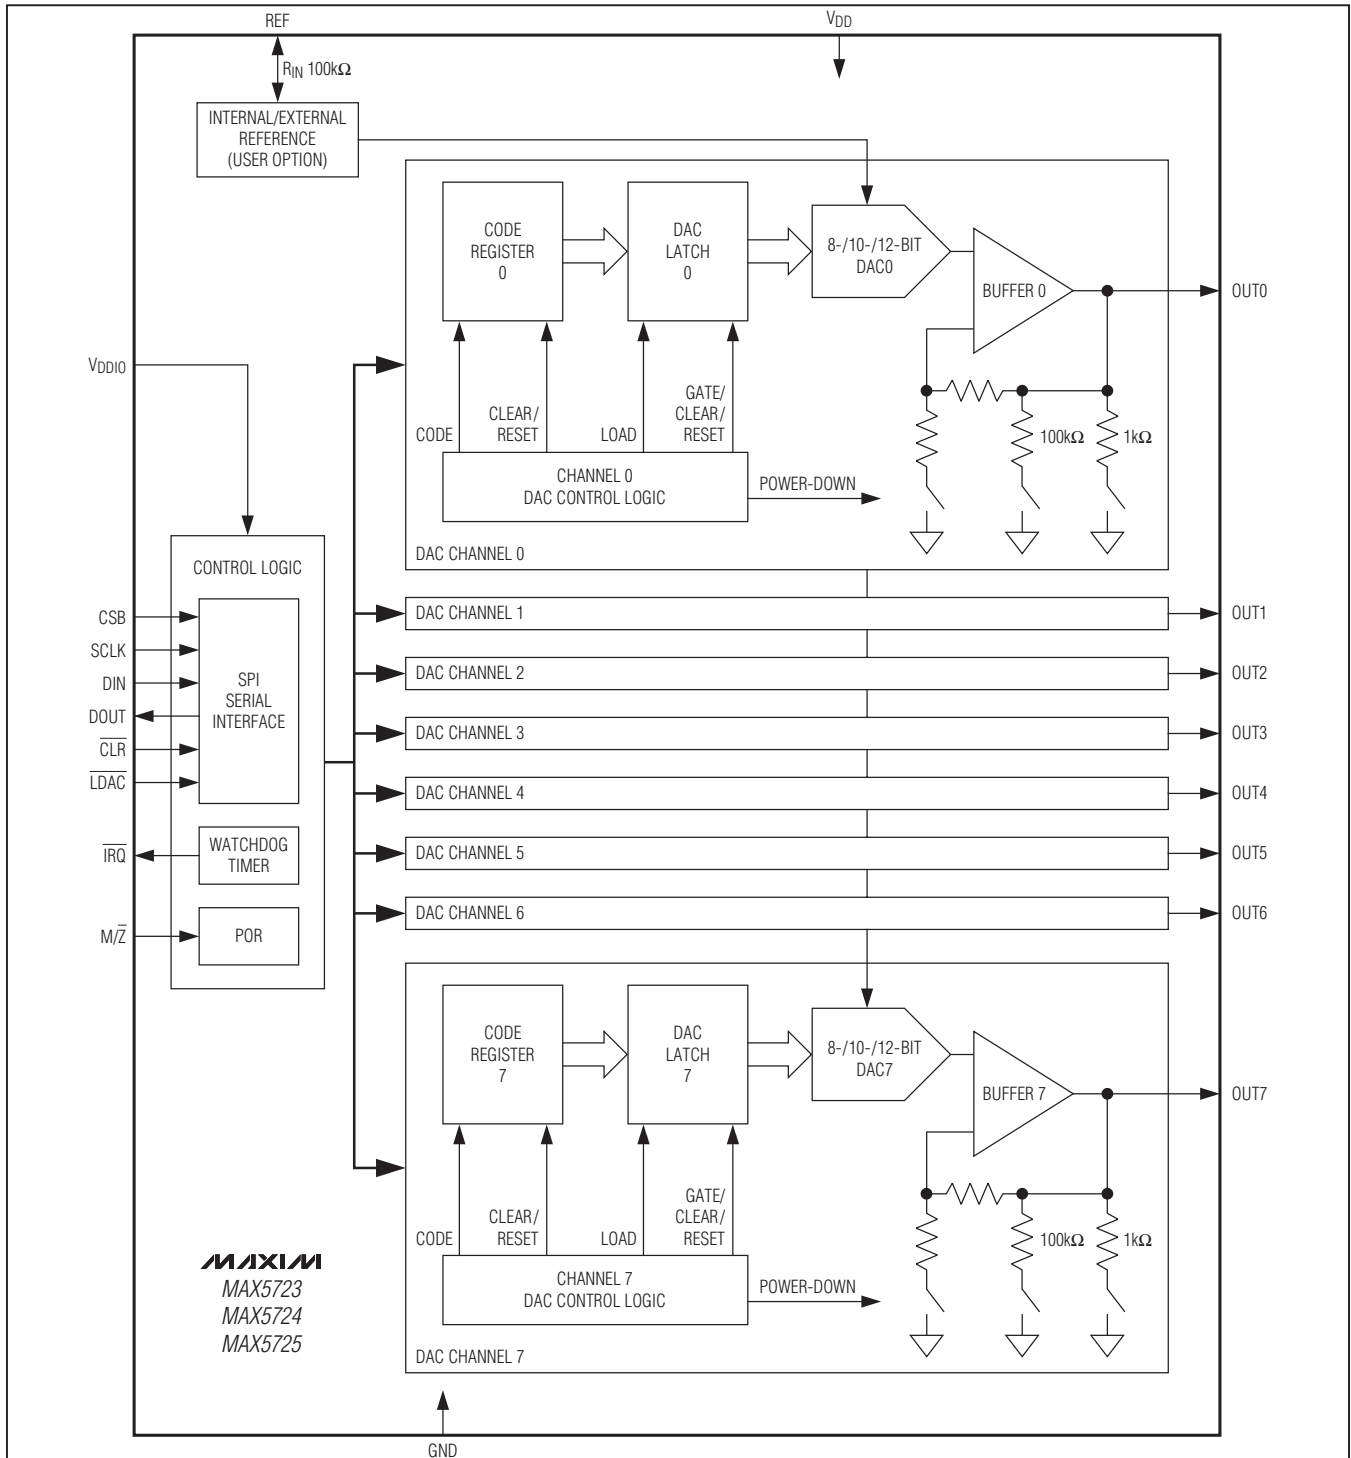 REF
VDD
RIN 100kΩ
INTERNAL/EXTERNAL
REFERENCE
(USER OPTION)
CODE
REGISTER
0
DAC
LATCH
0
8-/10-/12-BIT
DAC0
BUFFER 0
OUT0
VDDIO
CODE
CLEAR/
RESET
LOAD
GATE/
CLEAR/
RESET
100kΩ
1kΩ
CHANNEL 0
DAC CONTROL LOGIC
POWER-DOWN
DAC CHANNEL 0
CONTROL LOGIC
CSB
SCLK
DIN
DOUT
C̅L̅R̅
L̅D̅A̅C̅
SPI
SERIAL
INTERFACE
I̅R̅Q̅
WATCHDOG
TIMER
M/Z̅
POR
DAC CHANNEL 1
OUT1
DAC CHANNEL 2
OUT2
DAC CHANNEL 3
OUT3
DAC CHANNEL 4
OUT4
DAC CHANNEL 5
OUT5
DAC CHANNEL 6
OUT6
CODE
REGISTER
7
DAC
LATCH
7
8-/10-/12-BIT
DAC7
BUFFER 7
OUT7
CODE
CLEAR/
RESET
LOAD
GATE/
CLEAR/
RESET
100kΩ
1kΩ
CHANNEL 7
DAC CONTROL LOGIC
POWER-DOWN
DAC CHANNEL 7
MAXIM
MAX5723
MAX5724
MAX5725
GND